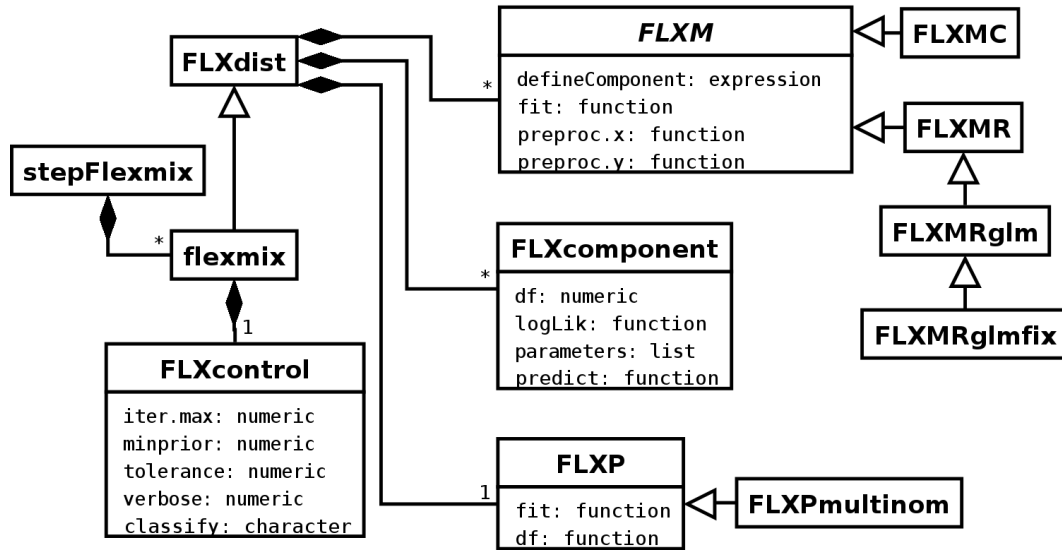 FLXdist
*
FLXM
defineComponent: expression
fit: function
preproc.x: function
preproc.y: function
FLXMC
FLXMR
FLXMRglm
FLXMRglmfix
stepFlexmix
*
flexmix
1
FLXcontrol
iter.max: numeric
minprior: numeric
tolerance: numeric
verbose: numeric
classify: character
*
FLXcomponent
df: numeric
logLik: function
parameters: list
predict: function
1
FLXP
fit: function
df: function
FLXPmultinom